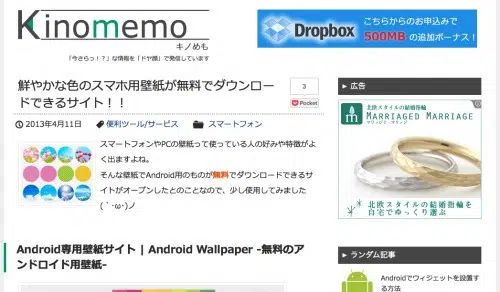 Kinomemo
キノめも
「今さらっ！？」な情報を「ドヤ顔」で発信しています
Dropbox
こちらからのお申込みで
500MB の追加ボーナス！
鮮やかな色のスマホ用壁紙が無料でダウンロー
ドできるサイト！！
3
Pocket
2013年4月11日
便利ツール/サービス
スマートフォン
スマートフォンやPCの壁紙って使っている人の好みや特徴がよ
く出ますよね。
そんな壁紙でAndroid用のものが無料でダウンロードできるサ
イトがオープンしたとのことなので、少し使用してみました
(｀･ω･)ノ
Android専用壁紙サイト | Android Wallpaper -無料のア
ンドロイド用壁紙-
▶ 広告
北欧スタイルの結婚指輪
MARRIAGED MARRIAGE
マリッジド・マリッジ
北欧スタイルの結婚指輪を
自宅でゆっくり選ぶ
▶ ランダム記事
Androidでウィジェットを設置す
る方法